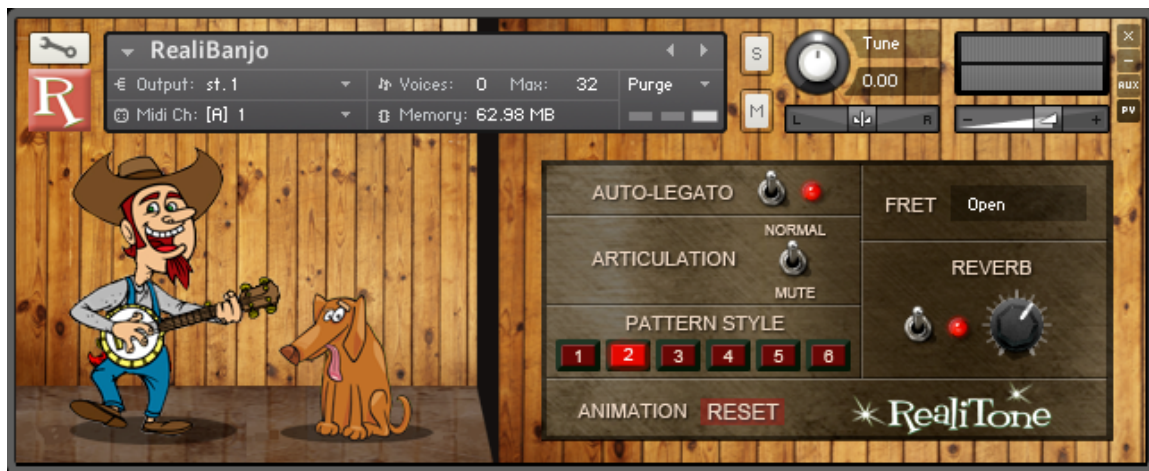 RealiBanjo
Output: st.1
Voices: 0 Max: 32 Purge
Midi Ch: [A] 1
Memory: 62.98 MB
R
S
M
Tune
0.00
L R
- +
×
-
AUX
PV
AUTO-LEGATO
NORMAL
ARTICULATION
MUTE
PATTERN STYLE
1 2 3 4 5 6
ANIMATION RESET
FRET Open
REVERB
RealiTone